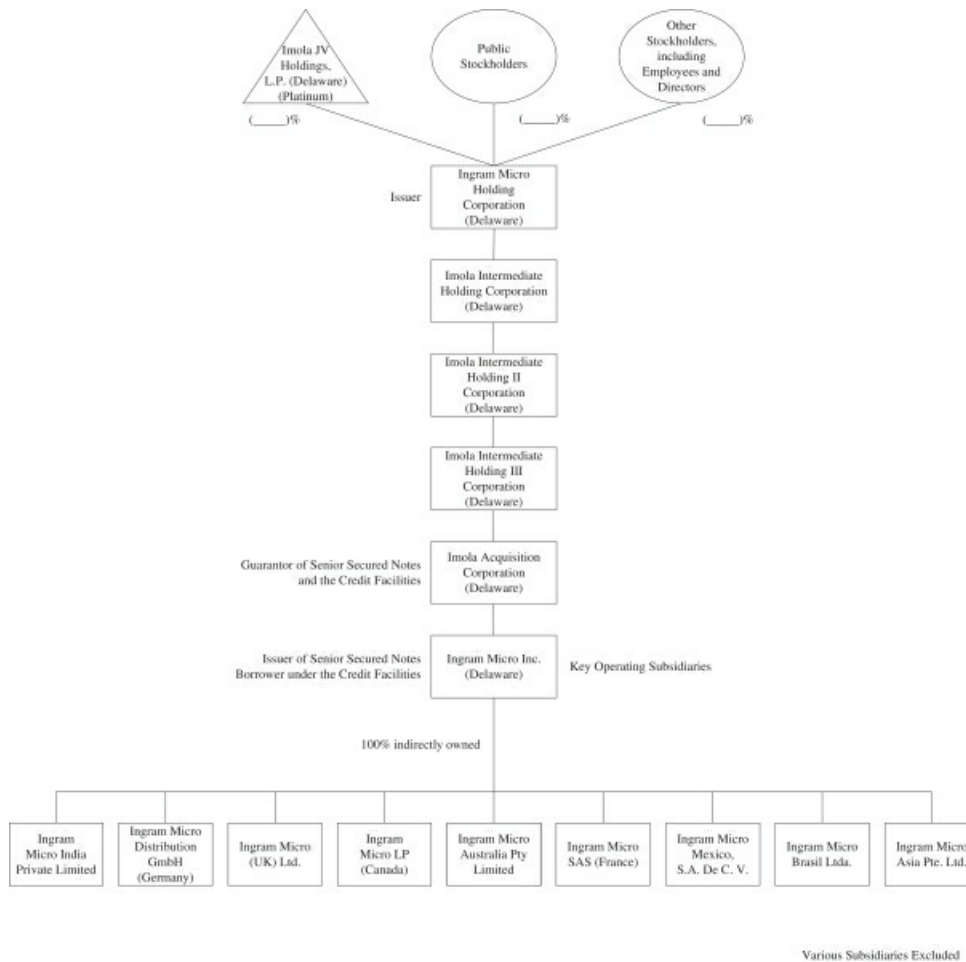 Imola JV
Holdings,
L.P. (Delaware)
(Platinum)
Public
Stockholders
Other
Stockholders,
including
Employees and
Directors
(_____)%
(_____)%
(_____)%
Issuer
Ingram Micro
Holding
Corporation
(Delaware)
Imola Intermediate
Holding Corporation
(Delaware)
Imola Intermediate
Holding II
Corporation
(Delaware)
Imola Intermediate
Holding III
Corporation
(Delaware)
Guarantor of Senior Secured Notes
and the Credit Facilities
Imola Acquisition
Corporation
(Delaware)
Issuer of Senior Secured Notes
Borrower under the Credit Facilities
Ingram Micro Inc.
(Delaware)
Key Operating Subsidiaries
100% indirectly owned
Ingram
Micro India
Private Limited
Ingram Micro
Distribution
GmbH
(Germany)
Ingram Micro
(UK) Ltd.
Ingram
Micro LP
(Canada)
Ingram Micro
Australia Pty
Limited
Ingram Micro
SAS (France)
Ingram Micro
Mexico,
S.A. De C. V.
Ingram Micro
Brasil Ltda.
Ingram Micro
Asia Pte. Ltd.
Various Subsidiaries Excluded